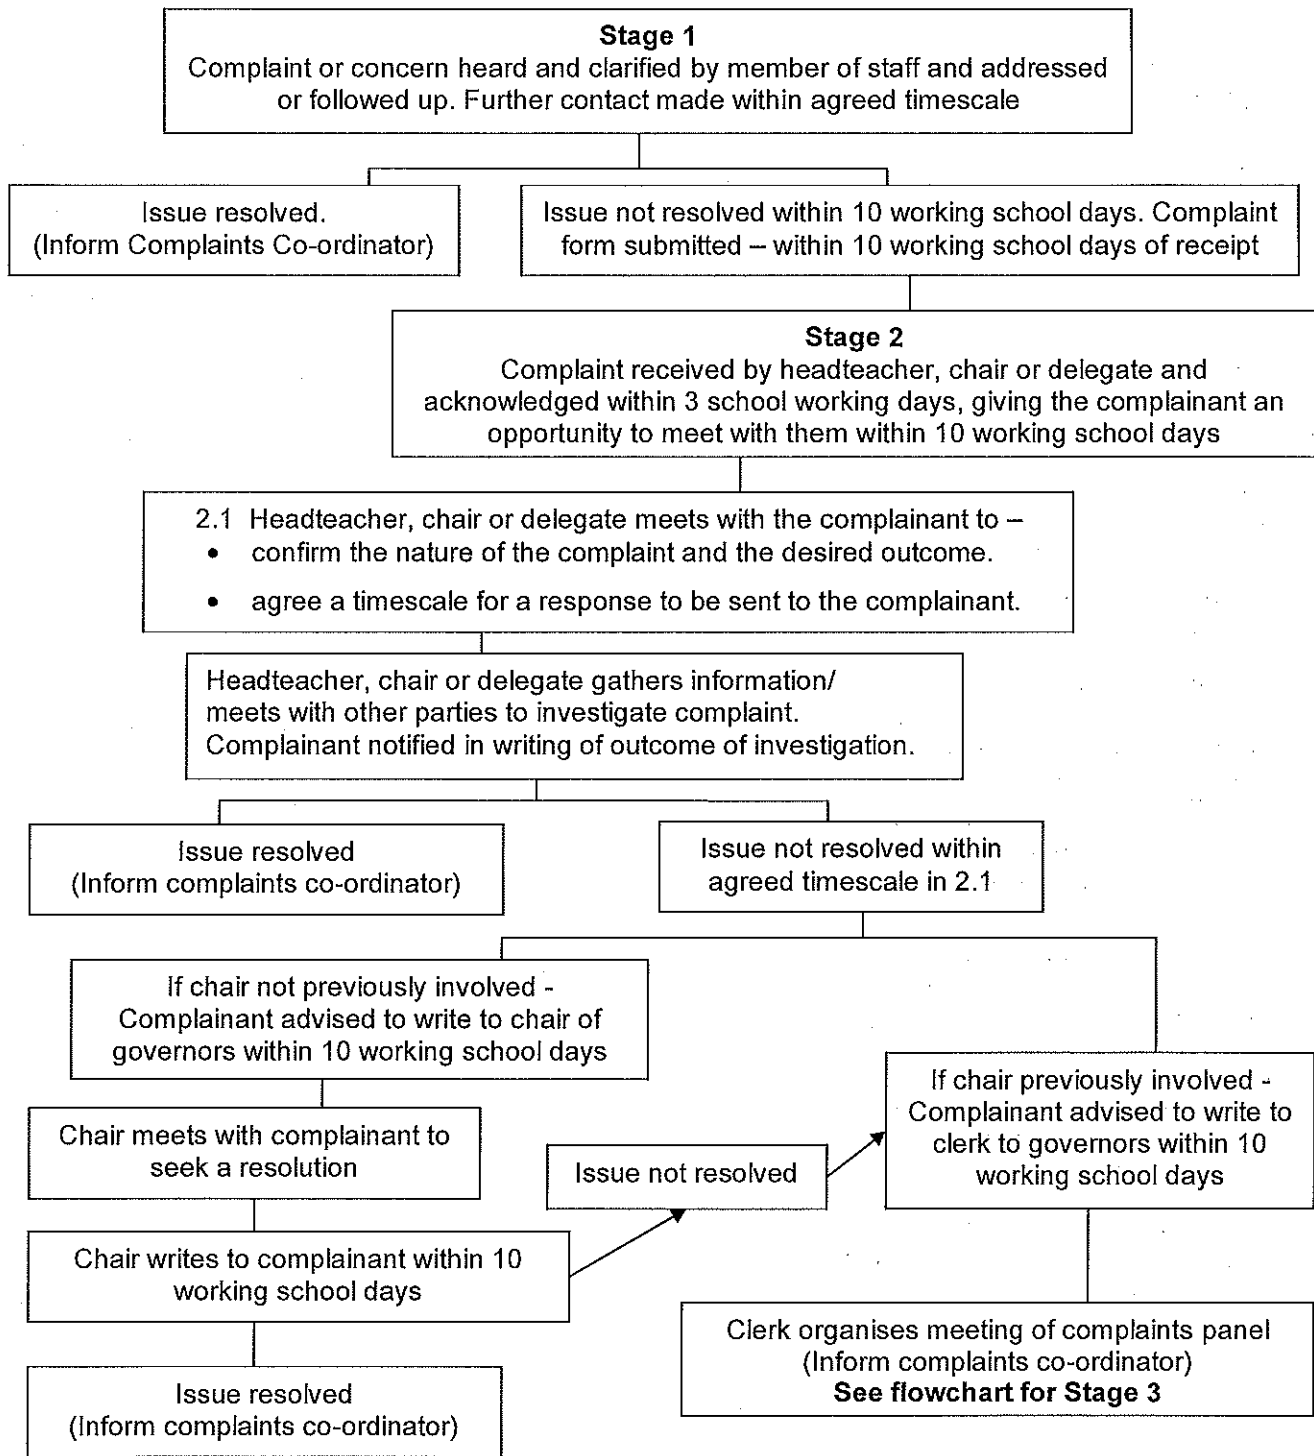 Stage 1
Complaint or concern heard and clarified by member of staff and addressed
or followed up. Further contact made within agreed timescale
Issue resolved.
(Inform Complaints Co-ordinator)
Issue not resolved within 10 working school days. Complaint
form submitted – within 10 working school days of receipt
Stage 2
Complaint received by headteacher, chair or delegate and
acknowledged within 3 school working days, giving the complainant an
opportunity to meet with them within 10 working school days
2.1 Headteacher, chair or delegate meets with the complainant to –
• confirm the nature of the complaint and the desired outcome.
• agree a timescale for a response to be sent to the complainant.
Headteacher, chair or delegate gathers information/
meets with other parties to investigate complaint.
Complainant notified in writing of outcome of investigation.
Issue resolved
(Inform complaints co-ordinator)
Issue not resolved within
agreed timescale in 2.1
If chair not previously involved -
Complainant advised to write to chair of
governors within 10 working school days
If chair previously involved -
Complainant advised to write to
clerk to governors within 10
working school days
Chair meets with complainant to
seek a resolution
Issue not resolved
Chair writes to complainant within 10
working school days
Clerk organises meeting of complaints panel
(Inform complaints co-ordinator)
See flowchart for Stage 3
Issue resolved
(Inform complaints co-ordinator)